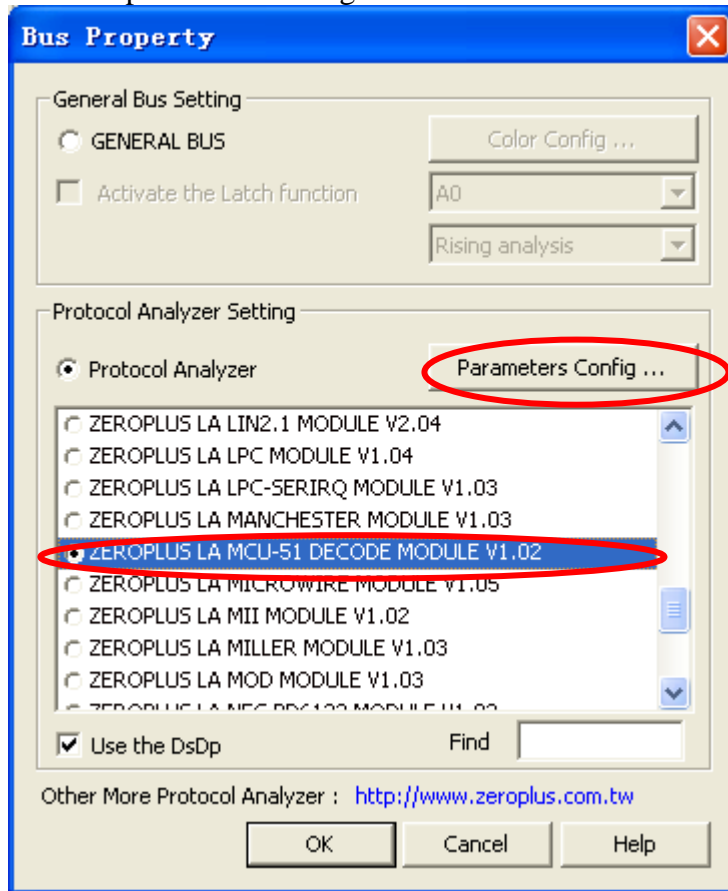 Bus Property
General Bus Setting
GENERAL BUS
Color Config ...
Activate the Latch function
A0
Rising analysis
Protocol Analyzer Setting
Protocol Analyzer
Parameters Config ...
ZEROPLUS LA LIN2.1 MODULE V2.04
ZEROPLUS LA LPC MODULE V1.04
ZEROPLUS LA LPC-SERIRQ MODULE V1.03
ZEROPLUS LA MANCHESTER MODULE V1.03
ZEROPLUS LA MCU-51 DECODE MODULE V1.02
ZEROPLUS LA MICROWIRE MODULE V1.05
ZEROPLUS LA MII MODULE V1.02
ZEROPLUS LA MILLER MODULE V1.03
ZEROPLUS LA MOD MODULE V1.03
ZEROPLUS LA NEC PD6122 MODULE
Use the DsDp
Find
Other More Protocol Analyzer : http://www.zeroplus.com.tw
OK
Cancel
Help